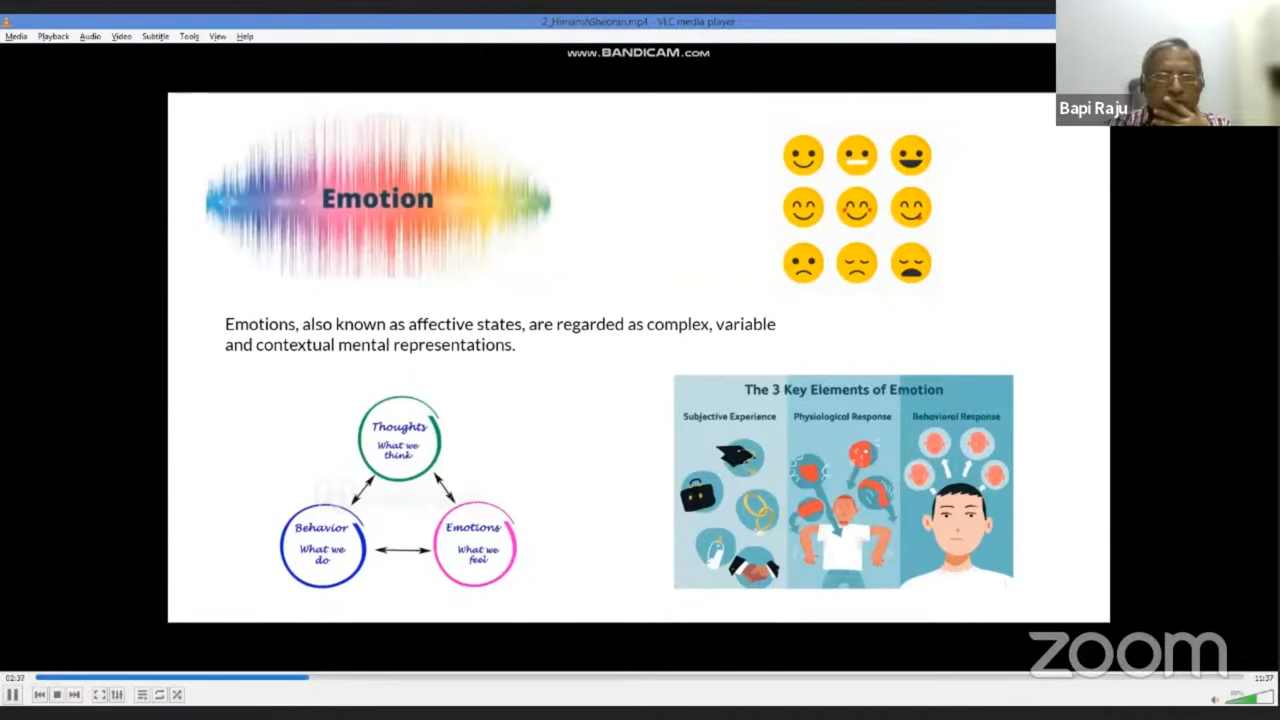 2_HimanshSheoran.mp4 - VLC media player
Media Playback Audio Video Subtitle Tools View Help
www.BANDICAM.com
Bapi Raju
Emotion
Emotions, also known as affective states, are regarded as complex, variable
and contextual mental representations.
Thoughts
What we
think
Behavior
What we
do
Emotions
What we
feel
The 3 Key Elements of Emotion
Subjective Experience
Physiological Response
Behavioral Response
zoom
02:37
11:37